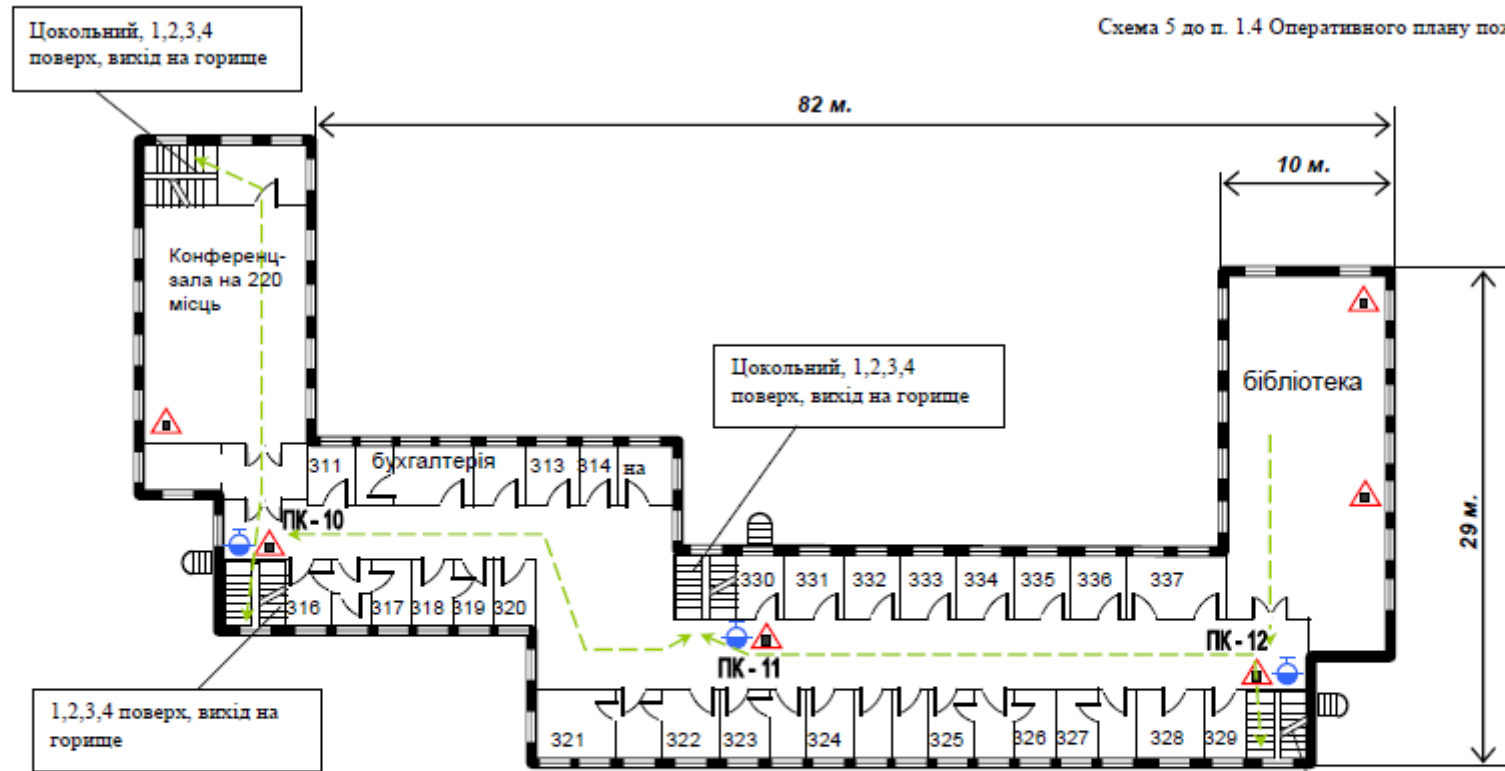 Схема 5 до п. 1.4 Оперативного плану пож
Цокольний, 1,2,3,4
поверх, вихід на горище
82 м.
10 м.
Конференц-
зала на 220
місць
Цокольний, 1,2,3,4
поверх, вихід на горище
бібліотека
29 м.
311
бухгалтерія
313
314
на
ПК - 10
330
331
332
333
334
335
336
337
316
317
318
319
320
ПК - 11
ПК - 12
1,2,3,4 поверх, вихід на
горище
321
322
323
324
325
326
327
328
329